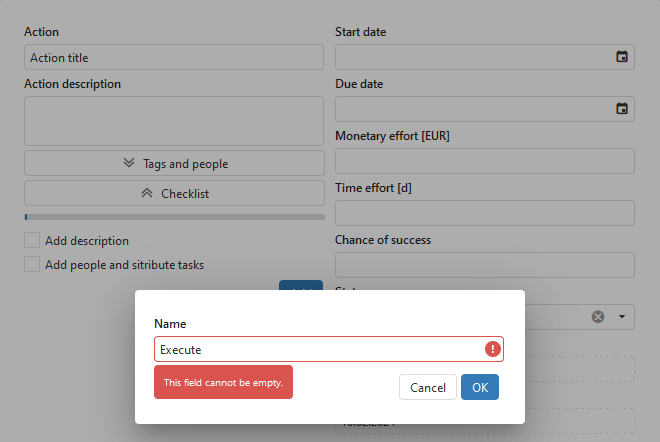 Action
Action title
Action description
Tags and people
Checklist
Add description
Add people and sitribute tasks
Start date
Due date
Monetary effort [EUR]
Time effort [d]
Chance of success
Name
Execute
This field cannot be empty.
Cancel
OK